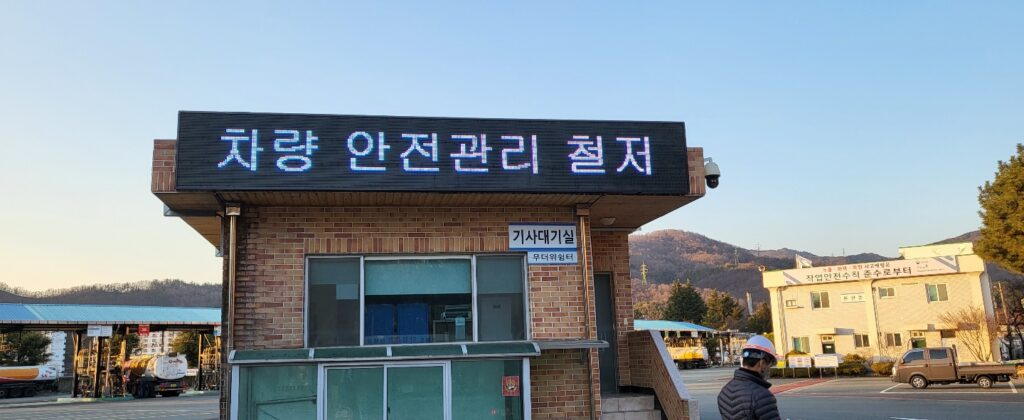 차량 안전관리 철저
기사대기실
무더위쉼터
작업안전수칙 준수로부터